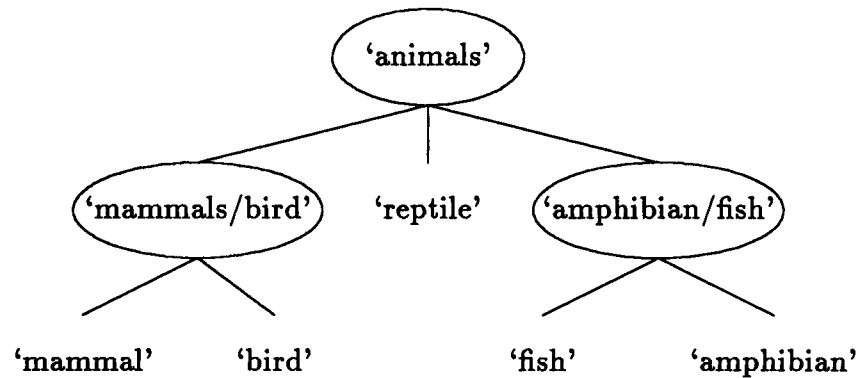 ‘animals’
‘mammals/bird’ ‘reptile’ ‘amphibian/fish’
‘mammal’ ‘bird’ ‘fish’ ‘amphibian’